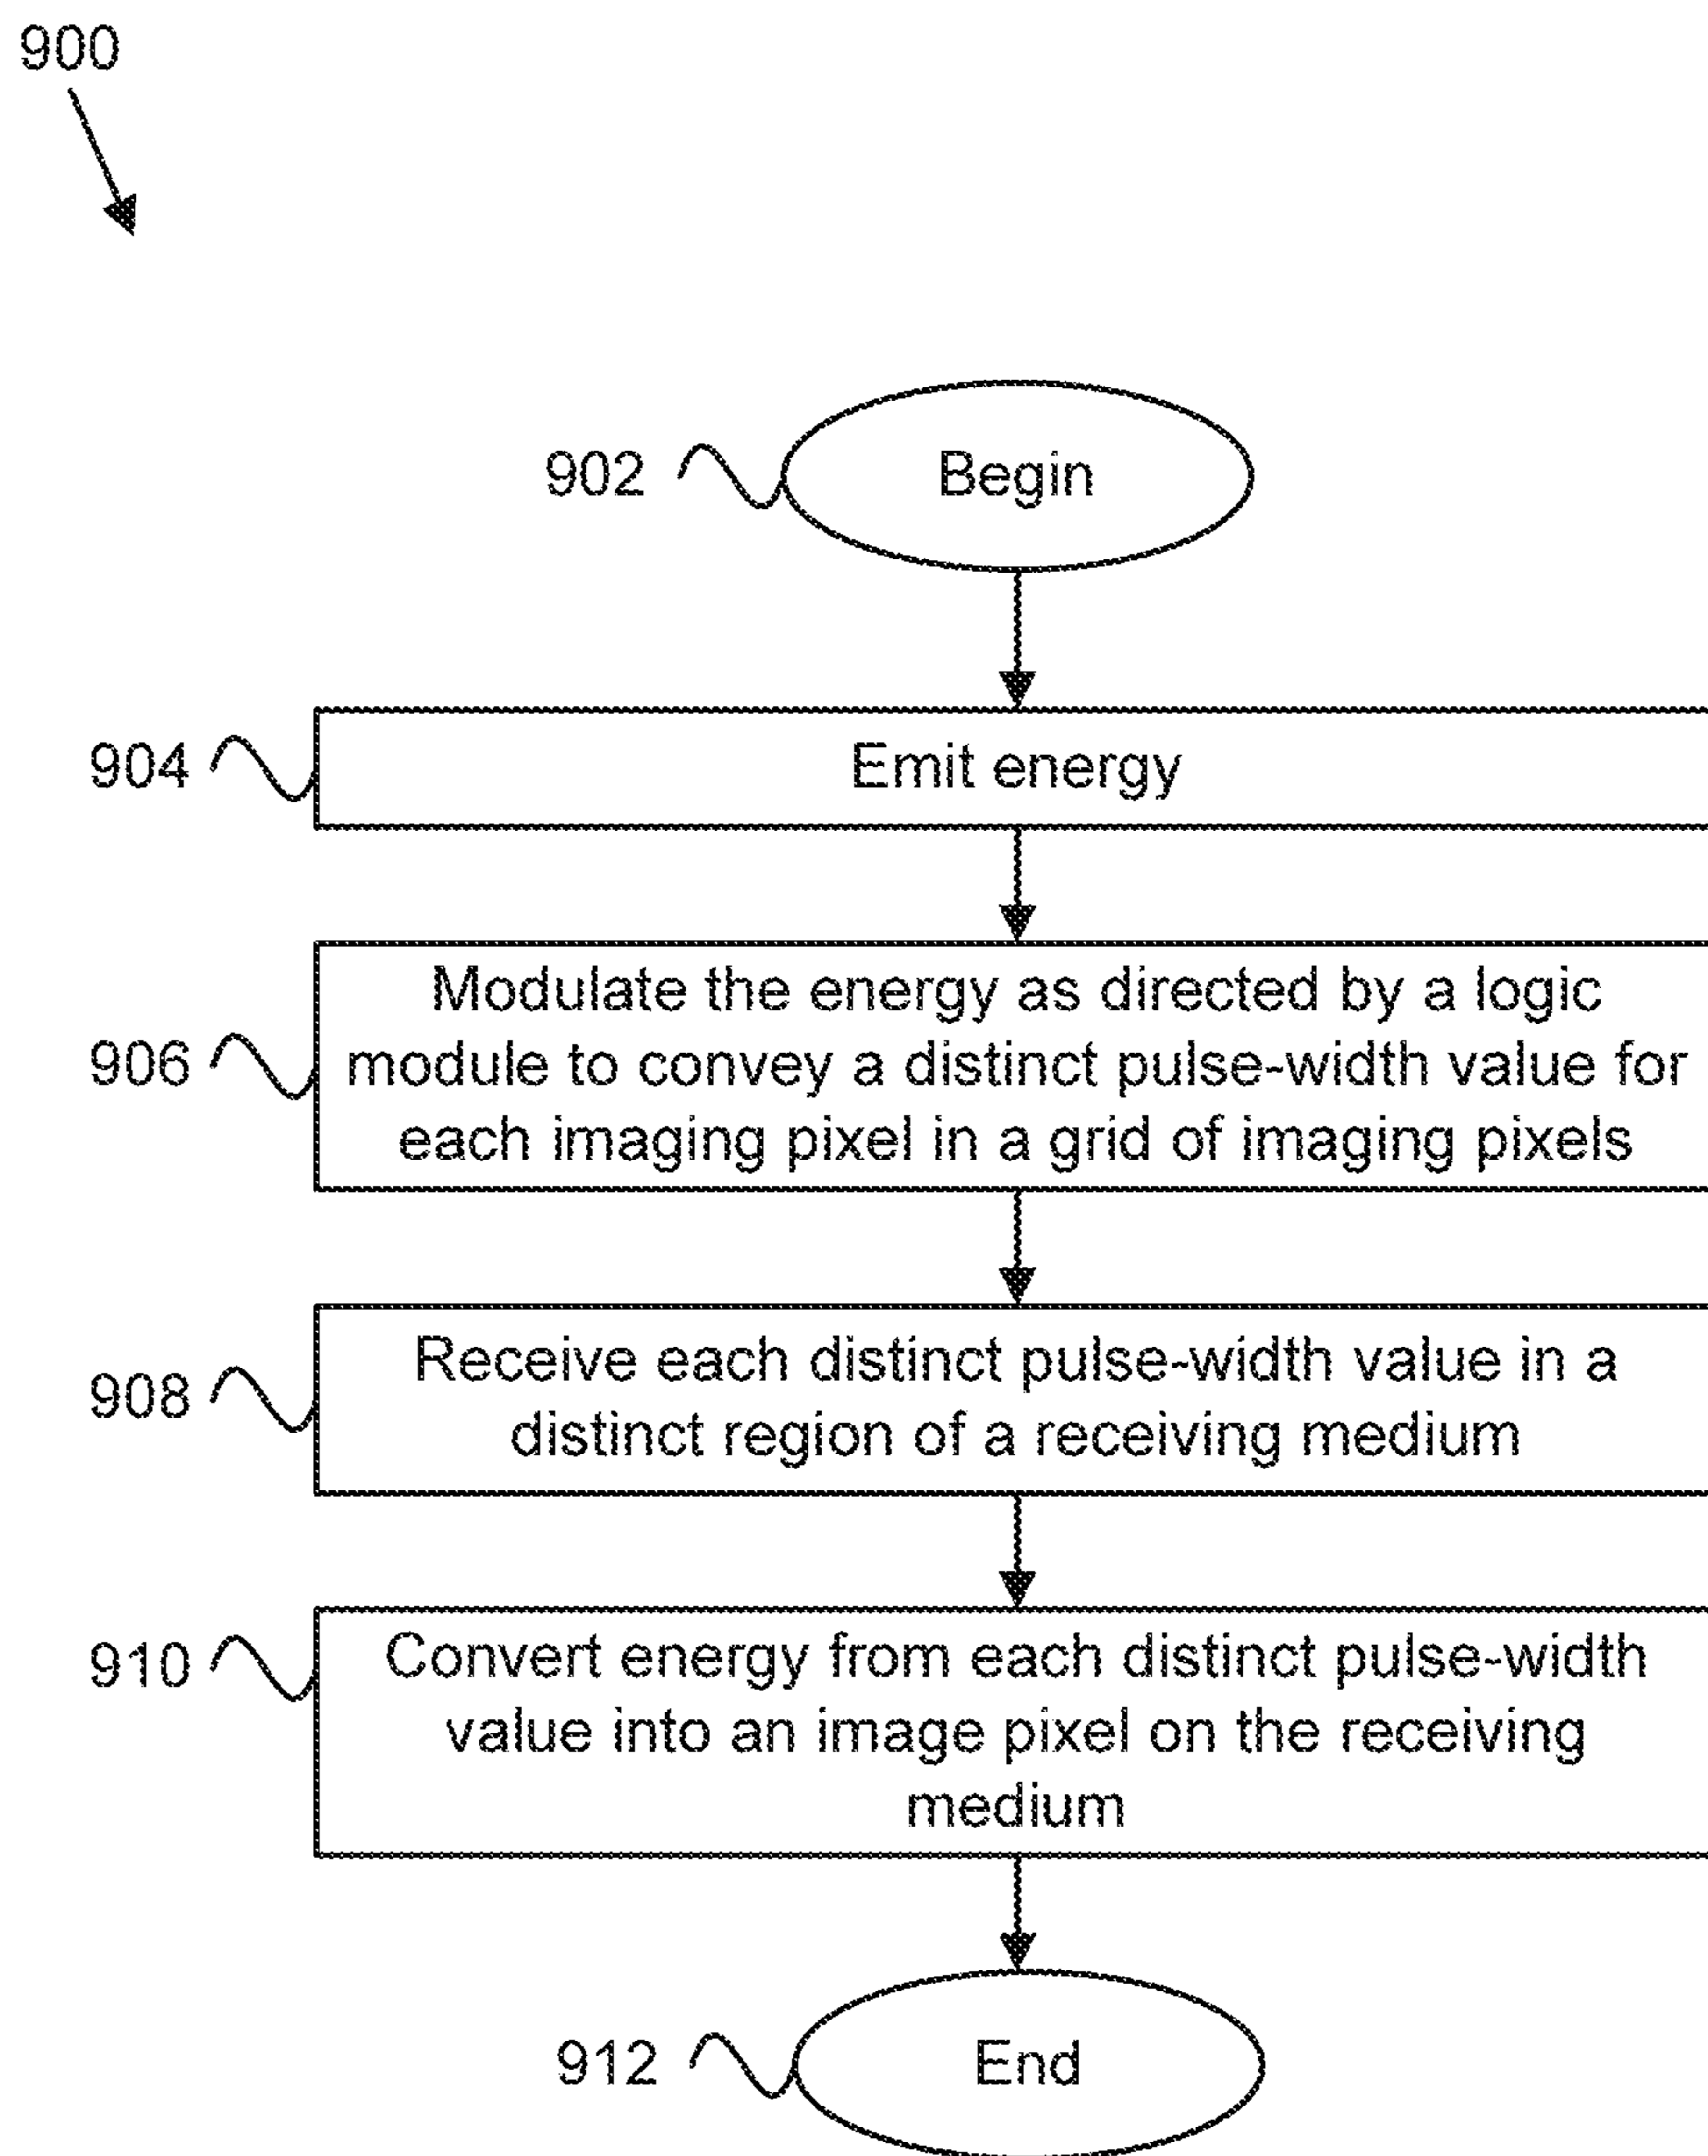 900
902
Begin
904
Emit energy
906
Modulate the energy as directed by a logic
module to convey a distinct pulse-width value for
each imaging pixel in a grid of imaging pixels
908
Receive each distinct pulse-width value in a
distinct region of a receiving medium
910
Convert energy from each distinct pulse-width
value into an image pixel on the receiving
medium
912
End